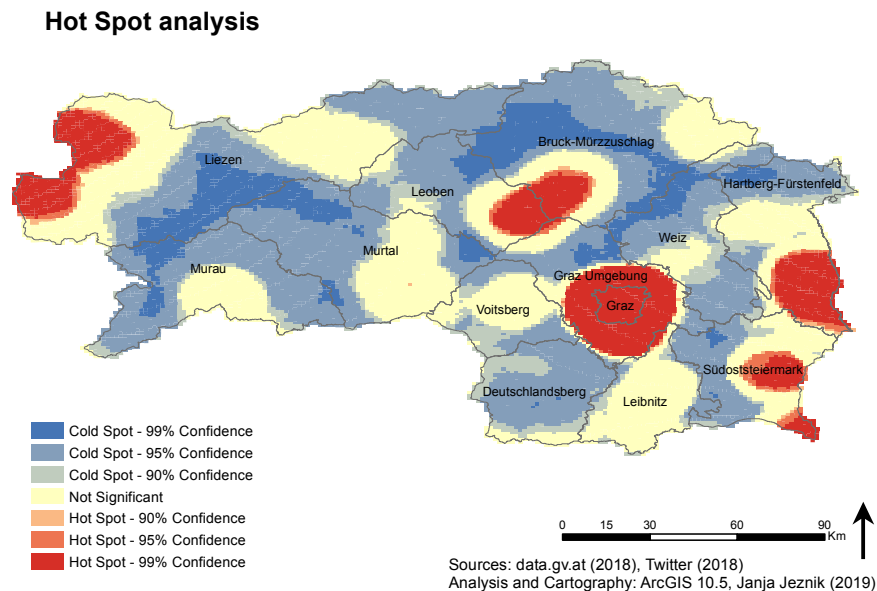 Hot Spot analysis
Bruck-Mürzzuschlag
Liezen
Hartberg-Fürstenfeld
Leoben
Weiz
Murtal
Murau
Graz Umgebung
Voitsberg
Graz
Südoststeiermark
Deutschlandsberg
Leibnitz
Cold Spot - 99% Confidence
Cold Spot - 95% Confidence
Cold Spot - 90% Confidence
Not Significant
Hot Spot - 90% Confidence
Hot Spot - 95% Confidence
Hot Spot - 99% Confidence
0 15 30 60 90
Km
Sources: data.gv.at (2018), Twitter (2018)
Analysis and Cartography: ArcGIS 10.5, Janja Jeznik (2019)